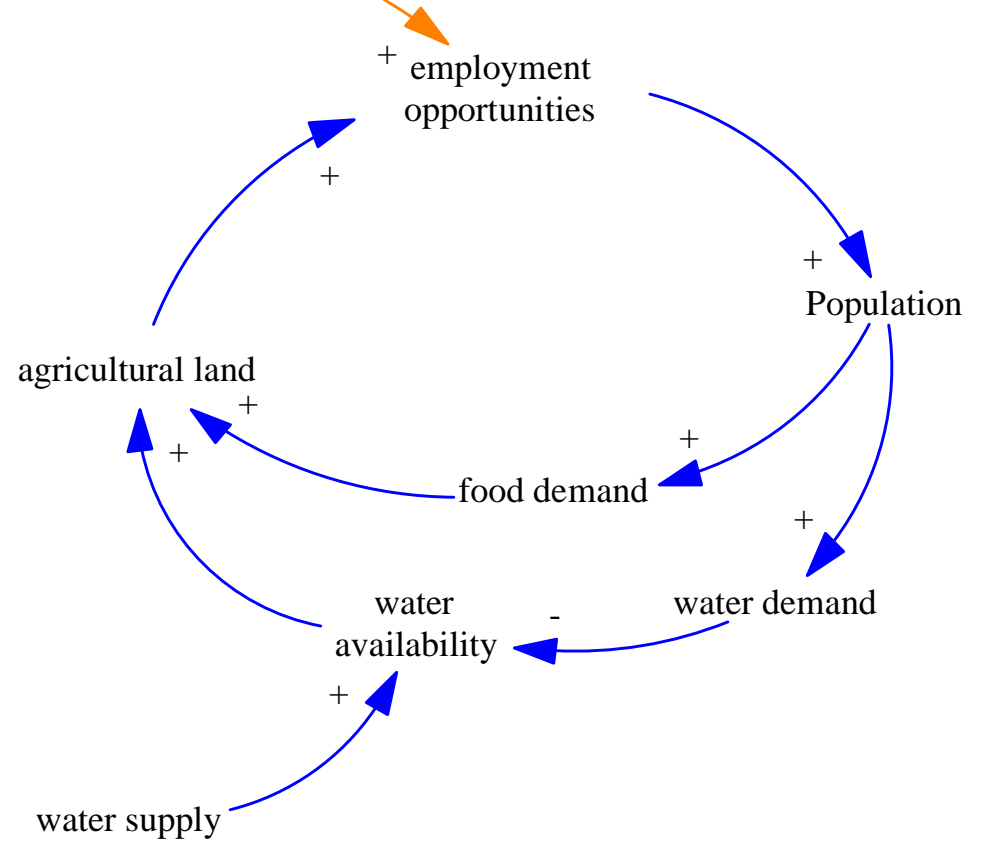 +
employment
opportunities
+
+
Population
agricultural land
+
+
+
food demand
+
water
availability
-
water demand
+
water supply